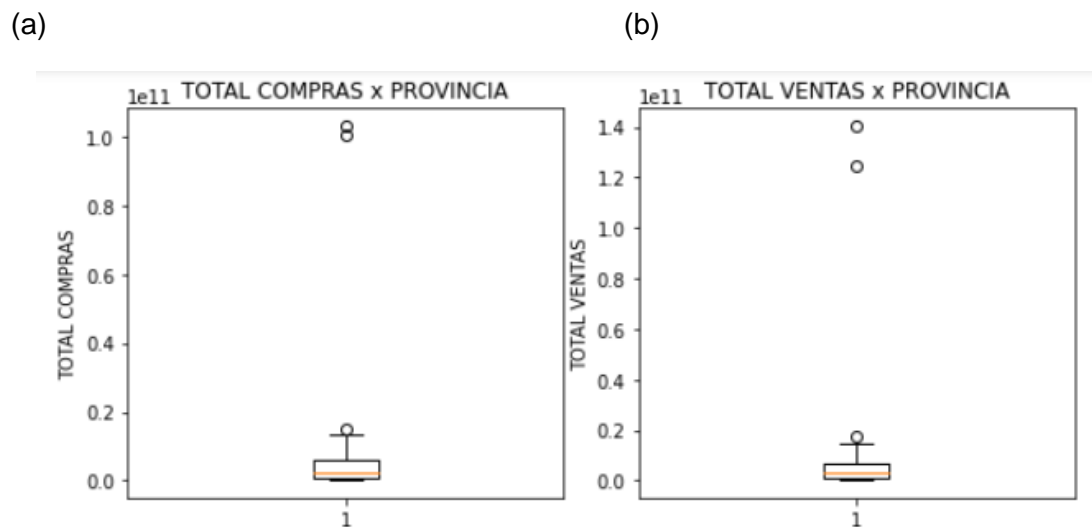 (a)
(b)
1e11 TOTAL COMPRAS x PROVINCIA
TOTAL COMPRAS
1.0
0.8
0.6
0.4
0.2
0.0
1
1e11 TOTAL VENTAS x PROVINCIA
TOTAL VENTAS
1.4
1.2
1.0
0.8
0.6
0.4
0.2
0.0
1